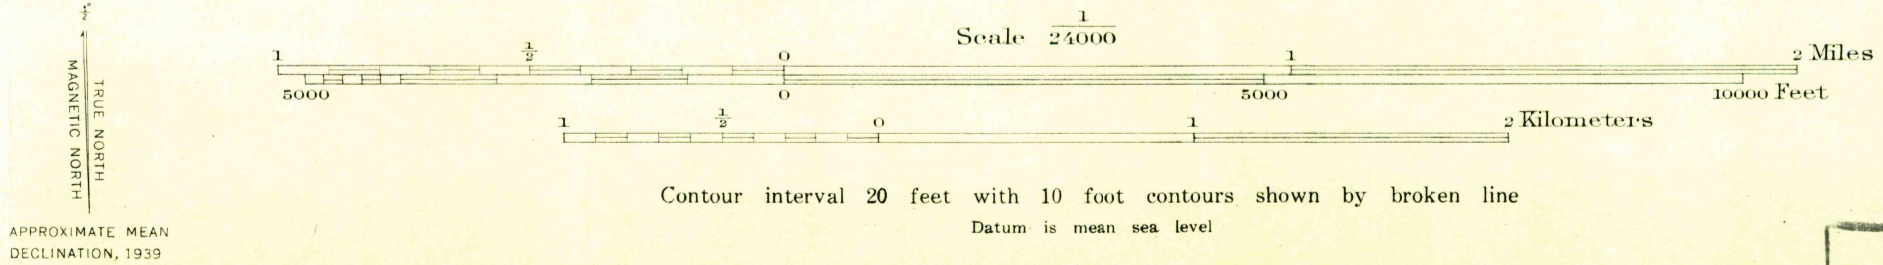 ½°
TRUE NORTH
MAGNETIC NORTH
APPROXIMATE MEAN
DECLINATION, 1939
Scale 1/24000
1 ½ 0 1 2 Miles
5000 0 5000 10000 Feet
1 ½ 0 1 2 Kilometers
Contour interval 20 feet with 10 foot contours shown by broken line
Datum is mean sea level